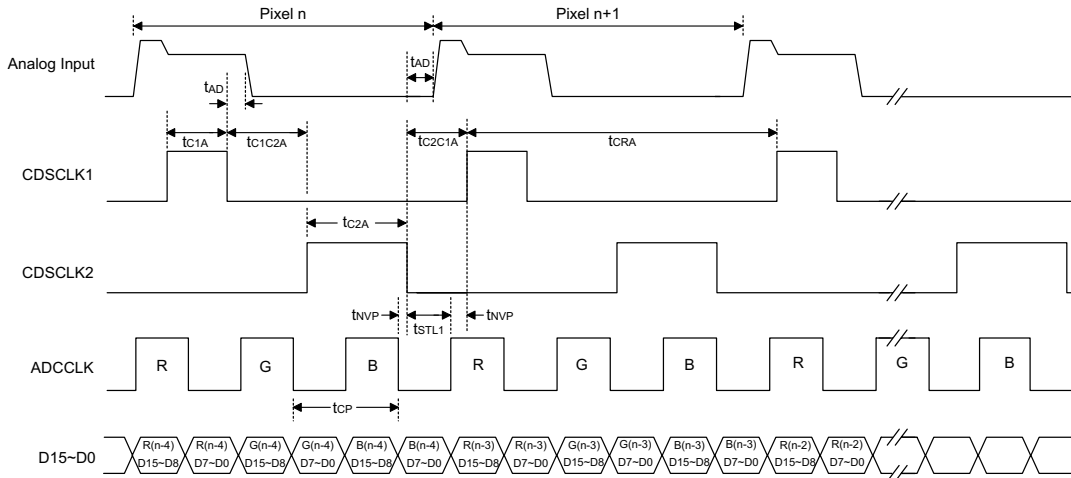 Pixel n
Pixel n+1
Analog Input
tAD
tAD
tC1A
tC1C2A
tC2C1A
tCRA
CDSCLK1
tC2A
CDSCLK2
tNVP
tSTL1
tNVP
ADCCLK
R
G
B
R
G
B
R
G
B
tCP
D15~D0
R(n-4) R(n-4) G(n-4) G(n-4) B(n-4) B(n-4) R(n-3) R(n-3) G(n-3) G(n-3) B(n-3) B(n-3) R(n-2) R(n-2)
D15~D8 D7~D0 D15~D8 D7~D0 D15~D8 D7~D0 D15~D8 D7~D0 D15~D8 D7~D0 D15~D8 D7~D0 D15~D8 D7~D0